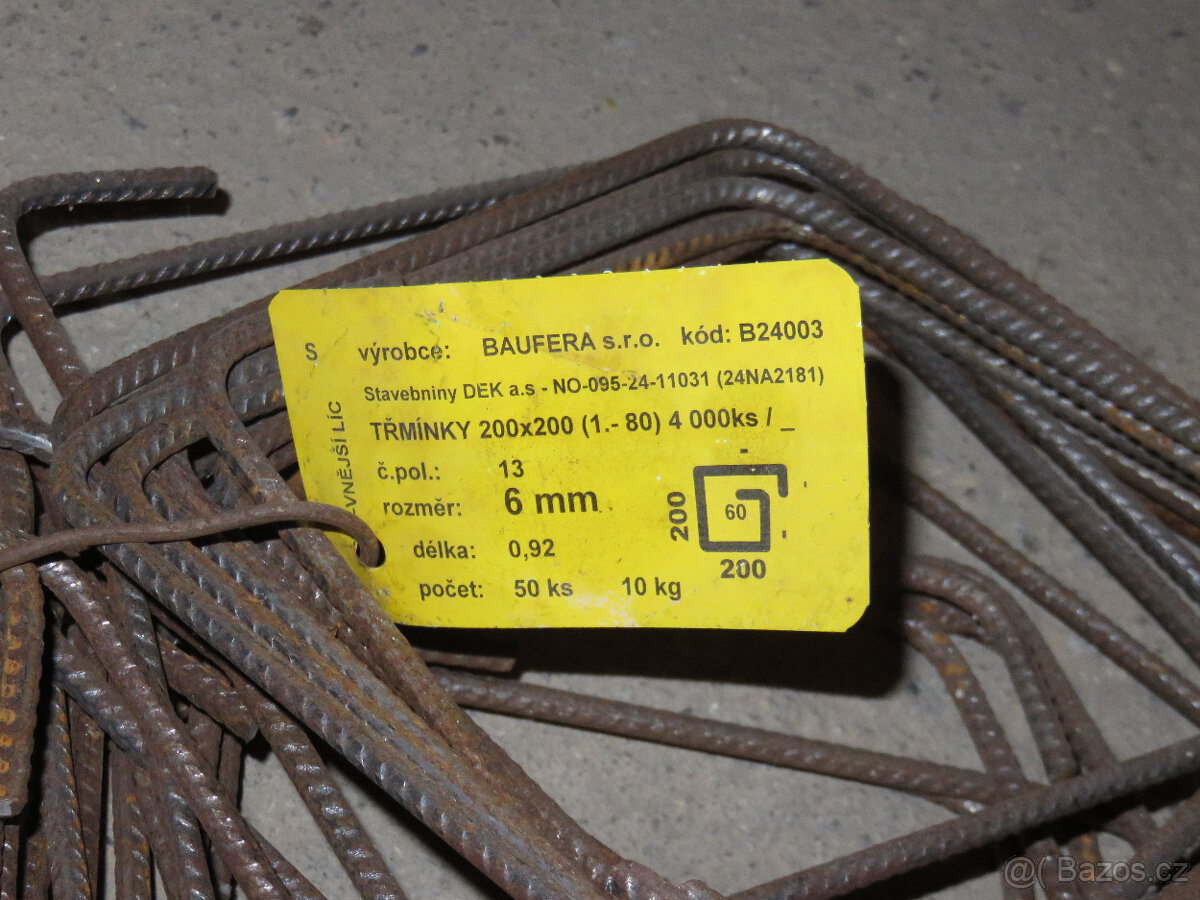 S výrobce: BAUFERA s.r.o. kód: B24003
Stavebniny DEK a.s - NO-095-24-11031 (24NA2181)
TŘMÍNKY 200x200 (1.- 80) 4 000ks / _
č.pol.: 13
rozměr: 6 mm
délka: 0,92
počet: 50 ks 10 kg
200
60
200
LÍC
@Bazos.cz